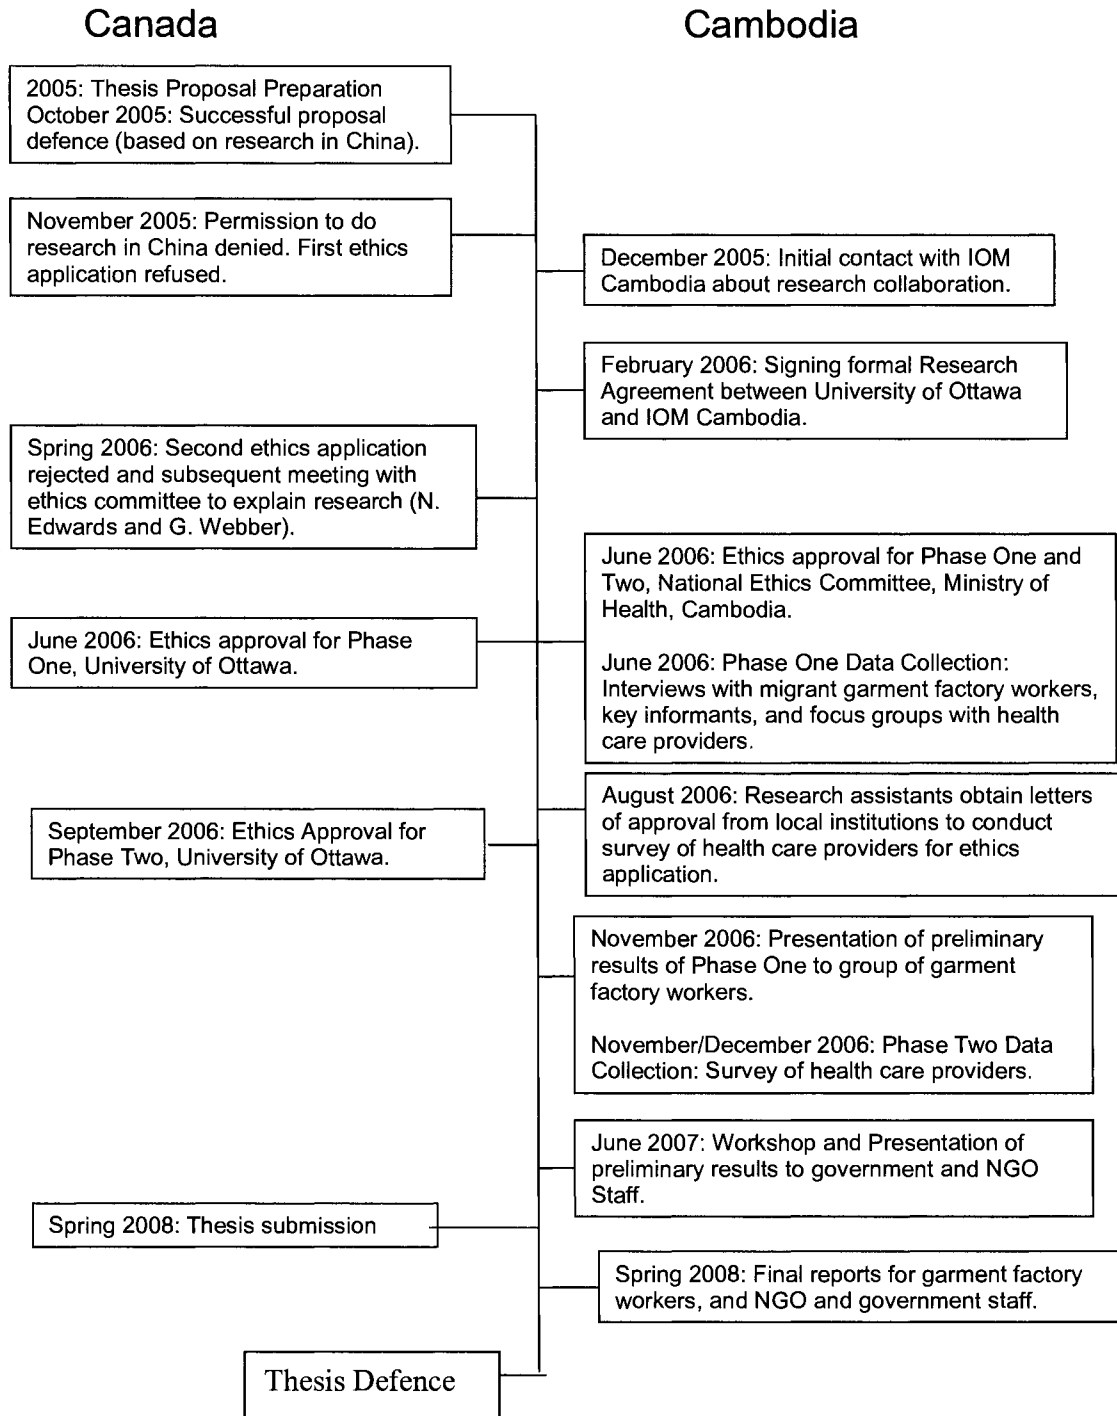 Canada
Cambodia
2005: Thesis Proposal Preparation
October 2005: Successful proposal
defence (based on research in China).
November 2005: Permission to do
research in China denied. First ethics
application refused.
December 2005: Initial contact with IOM
Cambodia about research collaboration.
February 2006: Signing formal Research
Agreement between University of Ottawa
and IOM Cambodia.
Spring 2006: Second ethics application
rejected and subsequent meeting with
ethics committee to explain research (N.
Edwards and G. Webber).
June 2006: Ethics approval for Phase
One, University of Ottawa.
June 2006: Ethics approval for Phase One and
Two, National Ethics Committee, Ministry of
Health, Cambodia.
June 2006: Phase One Data Collection:
Interviews with migrant garment factory workers,
key informants, and focus groups with health
care providers.
August 2006: Research assistants obtain letters
of approval from local institutions to conduct
survey of health care providers for ethics
application.
September 2006: Ethics Approval for
Phase Two, University of Ottawa.
November 2006: Presentation of preliminary
results of Phase One to group of garment
factory workers.
November/December 2006: Phase Two Data
Collection: Survey of health care providers.
June 2007: Workshop and Presentation of
preliminary results to government and NGO
Staff.
Spring 2008: Thesis submission
Spring 2008: Final reports for garment factory
workers, and NGO and government staff.
Thesis Defence